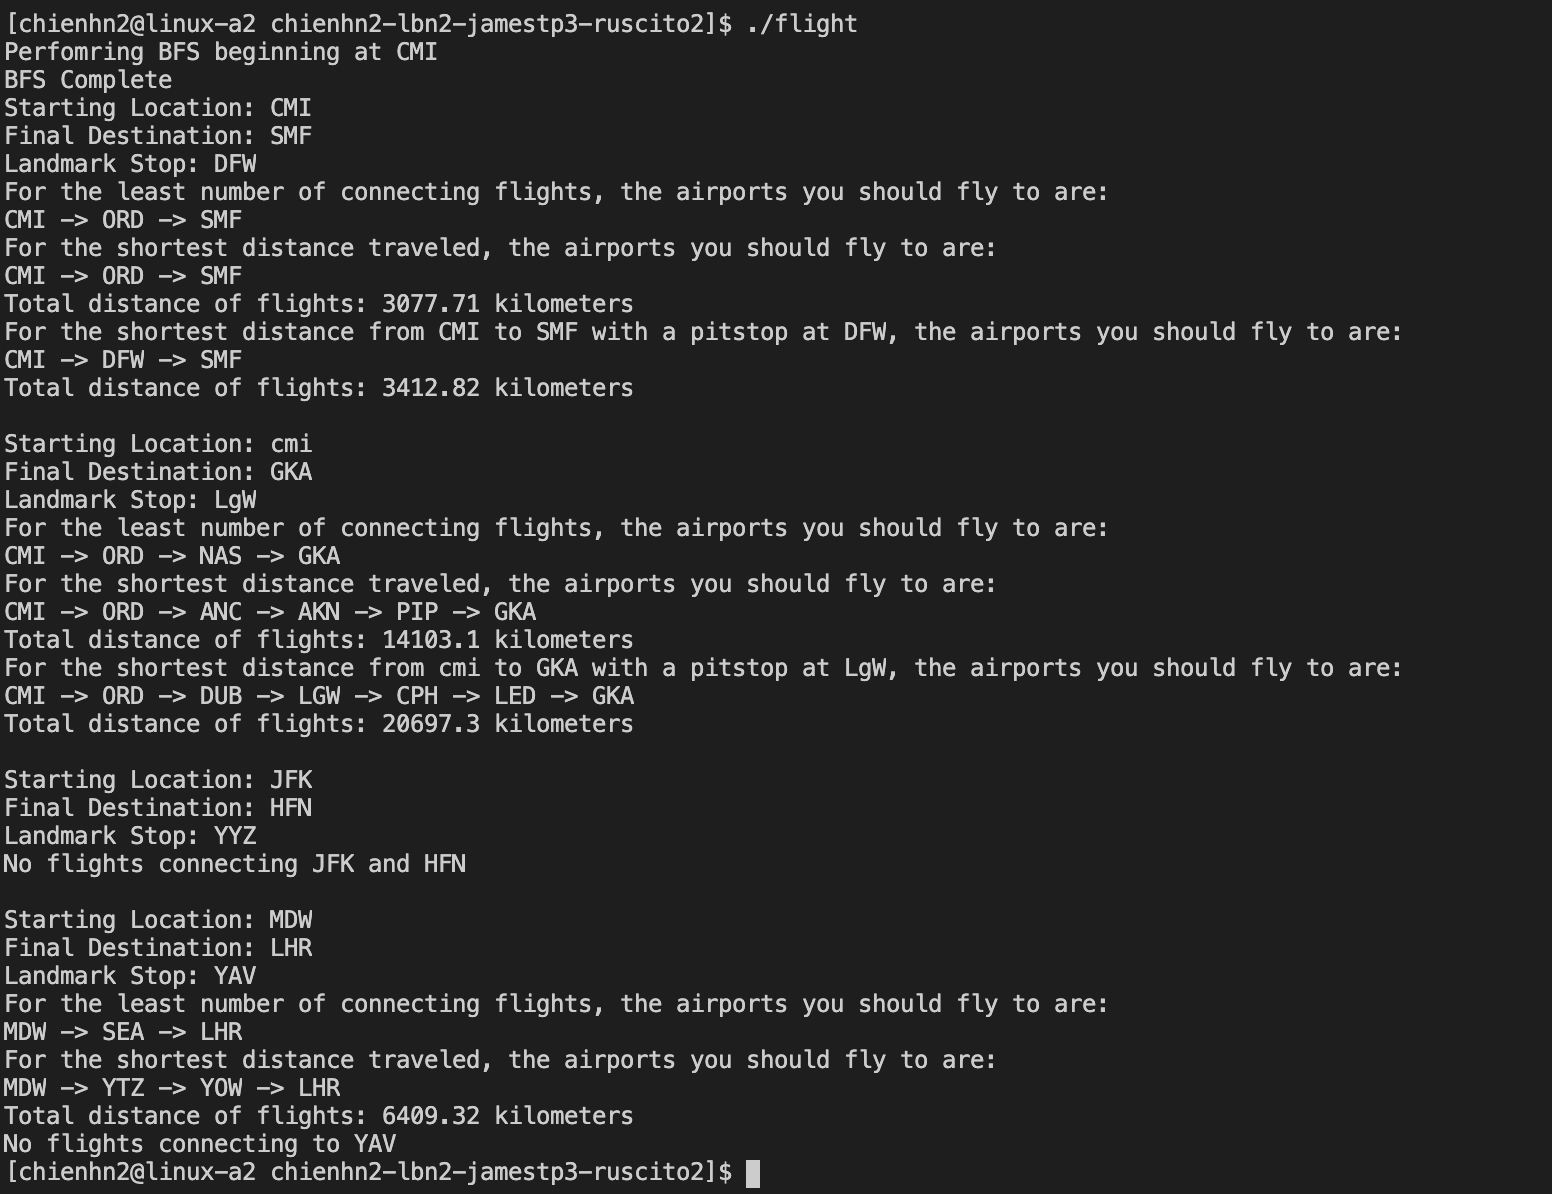 [chienhn2@linux-a2 chienhn2-lbn2-jamestp3-ruscito2]$ ./flight
Perfomring BFS beginning at CMI
BFS Complete
Starting Location: CMI
Final Destination: SMF
Landmark Stop: DFW
For the least number of connecting flights, the airports you should fly to are:
CMI -> ORD -> SMF
For the shortest distance traveled, the airports you should fly to are:
CMI -> ORD -> SMF
Total distance of flights: 3077.71 kilometers
For the shortest distance from CMI to SMF with a pitstop at DFW, the airports you should fly to are:
CMI -> DFW -> SMF
Total distance of flights: 3412.82 kilometers

Starting Location: cmi
Final Destination: GKA
Landmark Stop: LgW
For the least number of connecting flights, the airports you should fly to are:
CMI -> ORD -> NAS -> GKA
For the shortest distance traveled, the airports you should fly to are:
CMI -> ORD -> ANC -> AKN -> PIP -> GKA
Total distance of flights: 14103.1 kilometers
For the shortest distance from cmi to GKA with a pitstop at LgW, the airports you should fly to are:
CMI -> ORD -> DUB -> LGW -> CPH -> LED -> GKA
Total distance of flights: 20697.3 kilometers

Starting Location: JFK
Final Destination: HFN
Landmark Stop: YYZ
No flights connecting JFK and HFN

Starting Location: MDW
Final Destination: LHR
Landmark Stop: YAV
For the least number of connecting flights, the airports you should fly to are:
MDW -> SEA -> LHR
For the shortest distance traveled, the airports you should fly to are:
MDW -> YTZ -> YOW -> LHR
Total distance of flights: 6409.32 kilometers
No flights connecting to YAV
[chienhn2@linux-a2 chienhn2-lbn2-jamestp3-ruscito2]$